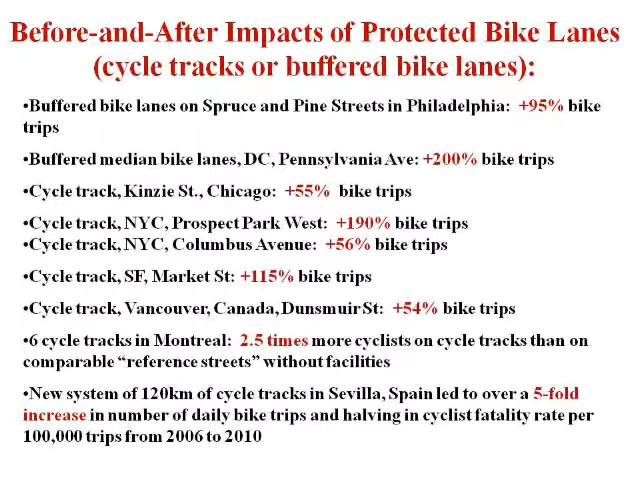 Before-and-After Impacts of Protected Bike Lanes
(cycle tracks or buffered bike lanes):
•Buffered bike lanes on Spruce and Pine Streets in Philadelphia: +95% bike
trips
•Buffered median bike lanes, DC, Pennsylvania Ave: +200% bike trips
•Cycle track, Kinzie St., Chicago: +55% bike trips
•Cycle track, NYC, Prospect Park West: +190% bike trips
•Cycle track, NYC, Columbus Avenue: +56% bike trips
•Cycle track, SF, Market St: +115% bike trips
•Cycle track, Vancouver, Canada, Dunsmuir St: +54% bike trips
•6 cycle tracks in Montreal: 2.5 times more cyclists on cycle tracks than on
comparable “reference streets” without facilities
•New system of 120km of cycle tracks in Sevilla, Spain led to over a 5-fold
increase in number of daily bike trips and halving in cyclist fatality rate per
100,000 trips from 2006 to 2010